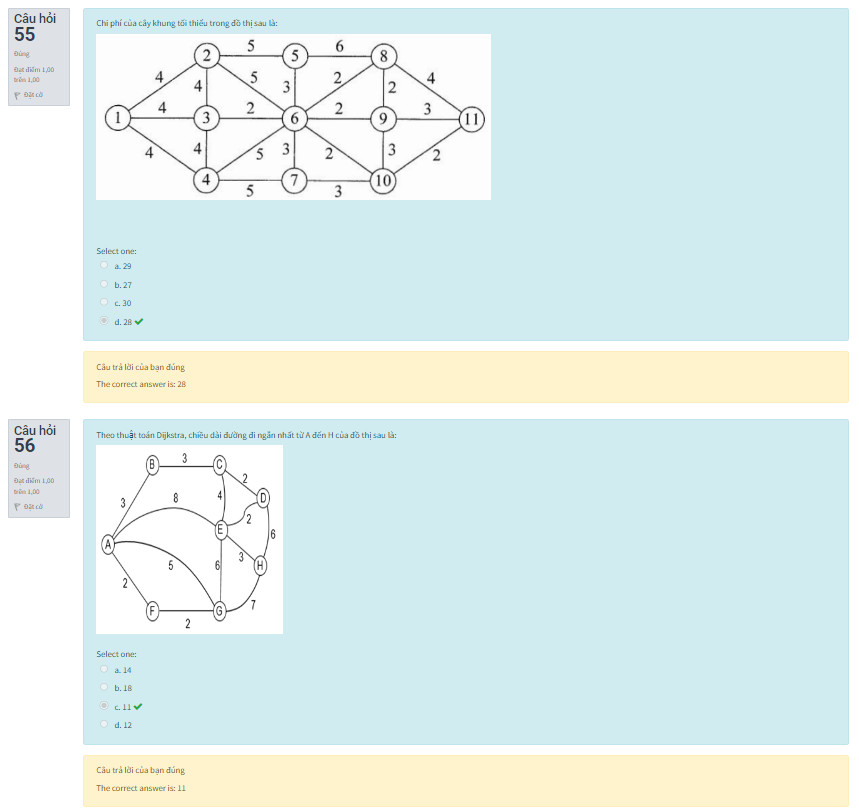 Câu hỏi
55
Đúng
Đạt điểm 1,00
trên 1,00
Đặt cờ
Chi phí của cây khung tối thiểu trong đồ thị sau là:
2 5 5 6 8
4 4 5 3 2 2 4
1 4 3 2 6 2 9 3 11
4 4 5 3 2 3 2
4 5 7 3 10
Select one:
a. 29
b. 27
c. 30
d. 28
Câu trả lời của bạn đúng
The correct answer is: 28
Câu hỏi
56
Đúng
Đạt điểm 1,00
trên 1,00
Đặt cờ
Theo thuật toán Dijkstra, chiều dài đường đi ngắn nhất từ A đến H của đồ thị sau là:
B 3 C
2
3 8 4 D
2
E
A 6
3
5 6 H
2
F G 7
2
Select one:
a. 14
b. 18
c. 11
d. 12
Câu trả lời của bạn đúng
The correct answer is: 11